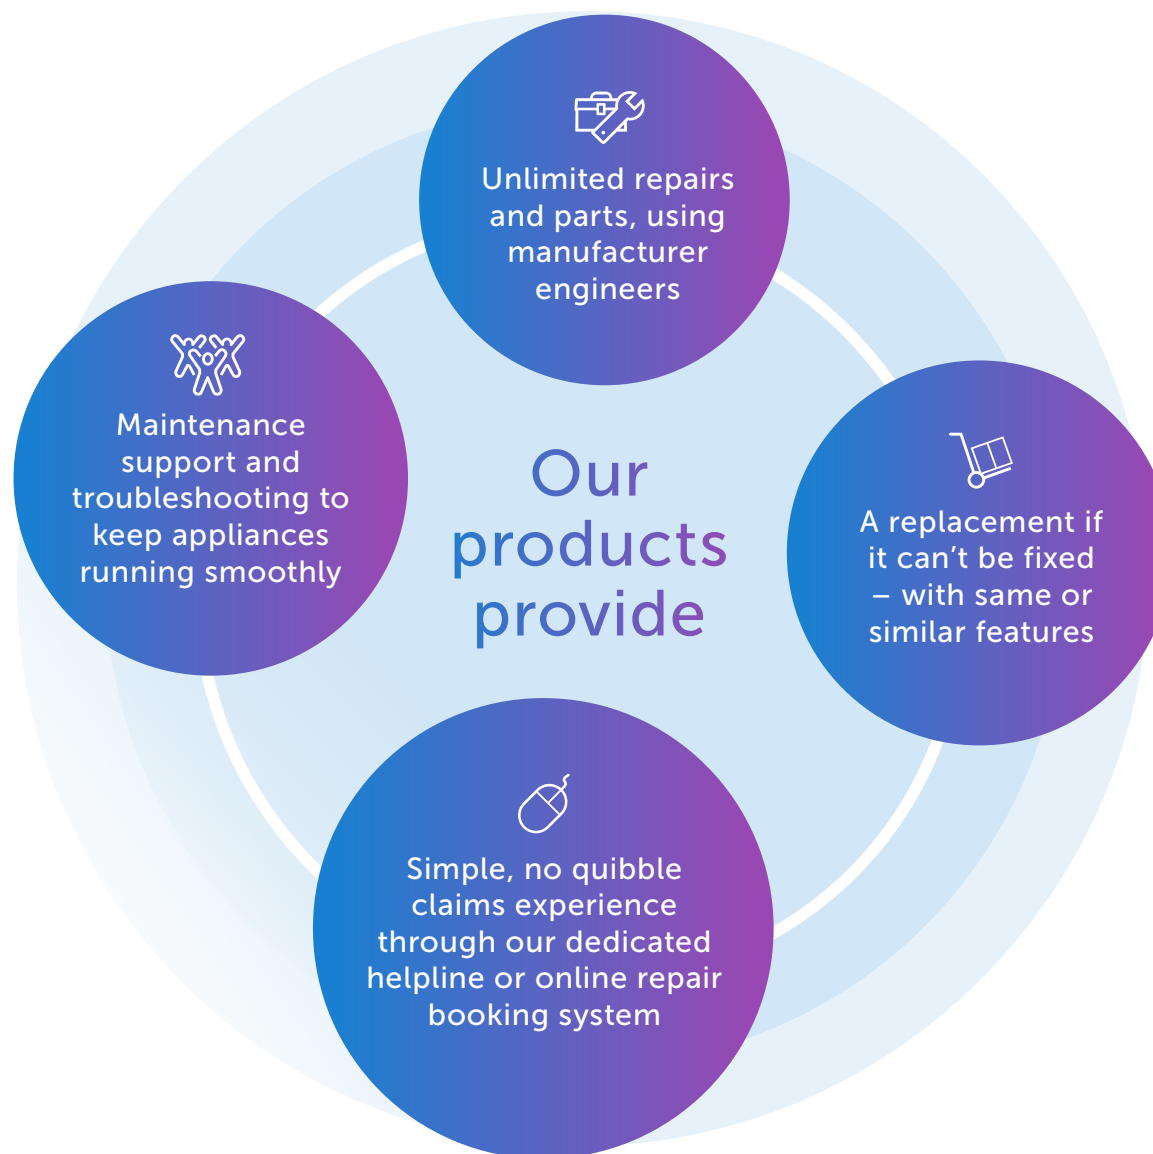 Unlimited repairs
and parts, using
manufacturer
engineers
Maintenance
support and
troubleshooting to
keep appliances
running smoothly
Our
products
provide
A replacement if
it can’t be fixed
– with same or
similar features
Simple, no quibble
claims experience
through our dedicated
helpline or online repair
booking system